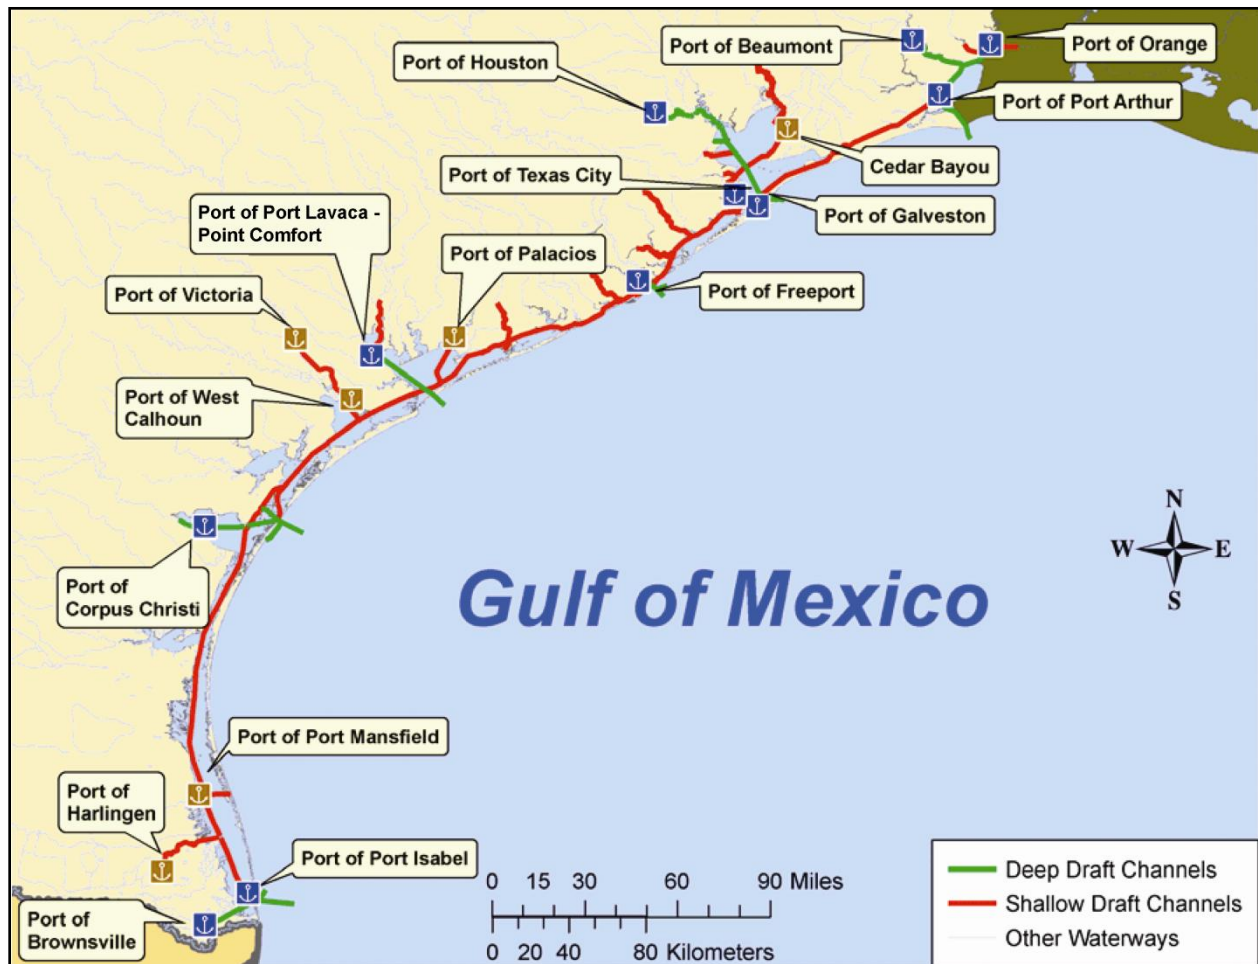 Port of Beaumont
Port of Orange
Port of Houston
Port of Port Arthur
Port of Texas City
Cedar Bayou
Port of Port Lavaca -
Point Comfort
Port of Galveston
Port of Palacios
Port of Victoria
Port of Freeport
Port of West
Calhoun
N
W
E
S
Port of
Corpus Christi
Gulf of Mexico
Port of Port Mansfield
Port of
Harlingen
Port of Port Isabel
Port of
Brownsville
0 15 30 60 90 Miles
0 20 40 80 Kilometers
Deep Draft Channels
Shallow Draft Channels
Other Waterways